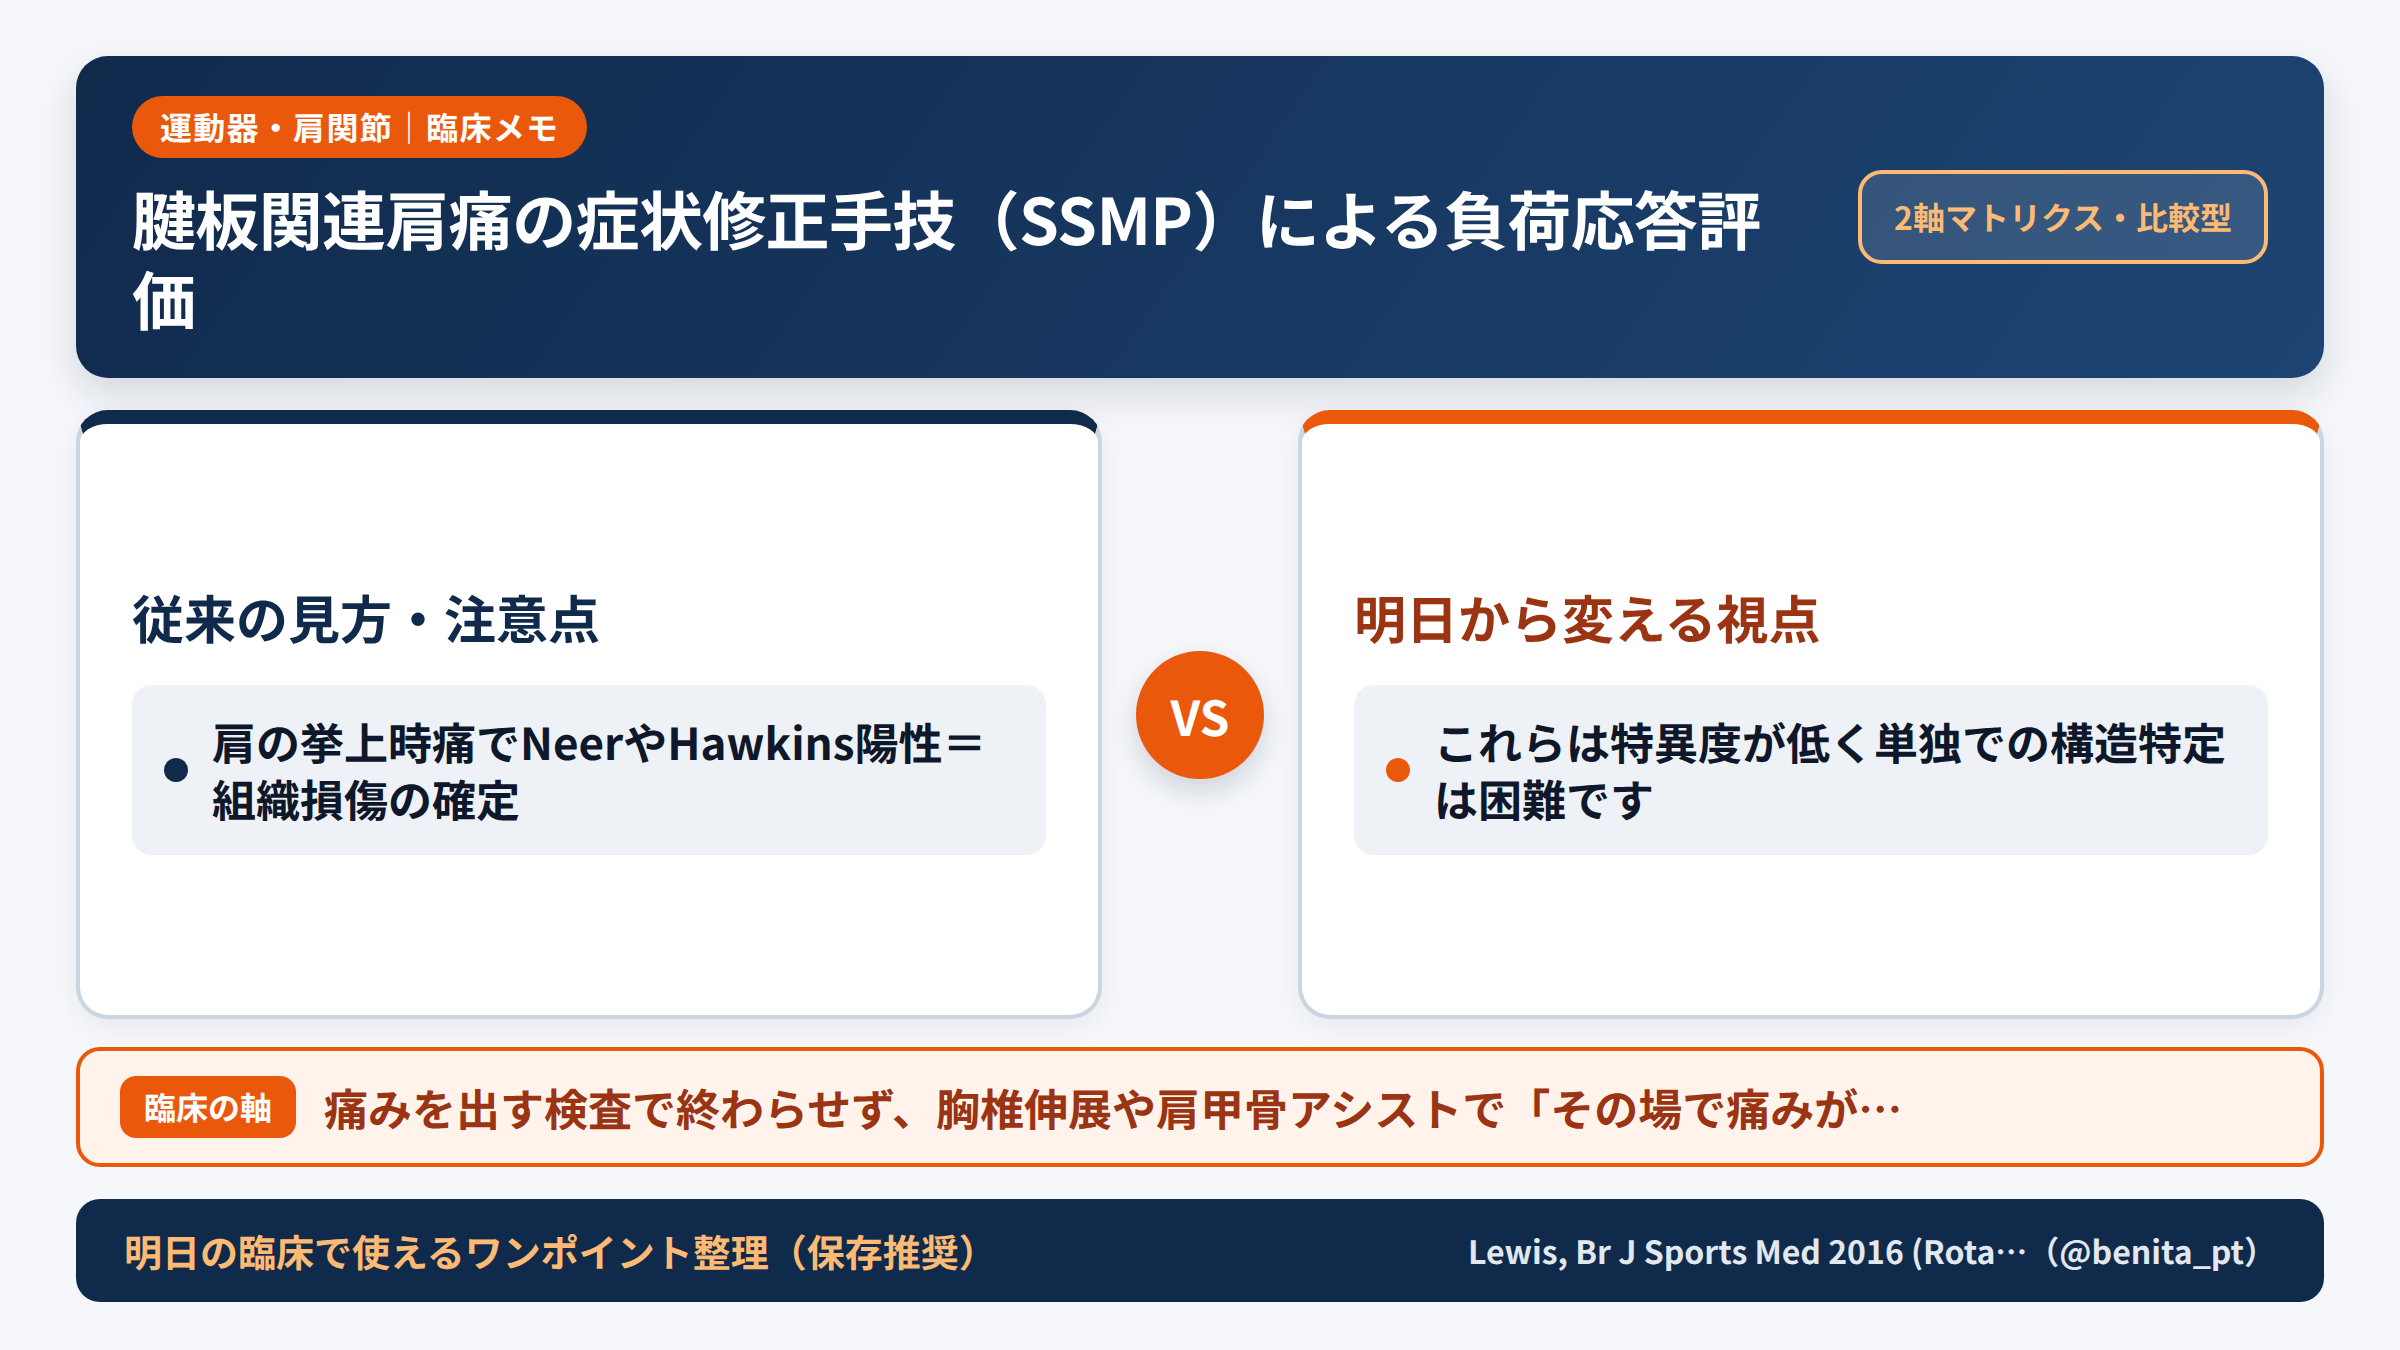 運動器・肩関節｜臨床メモ
腱板関連肩痛の症状修正手技（SSMP）による負荷応答評
価
2軸マトリクス・比較型
従来の見方・注意点
肩の挙上時痛でNeerやHawkins陽性＝
組織損傷の確定
VS
明日から変える視点
これらは特異度が低く単独での構造特定
は困難です
臨床の軸
痛みを出す検査で終わらせず、胸椎伸展や肩甲骨アシストで「その場で痛みが…
明日の臨床で使えるワンポイント整理（保存推奨）
Lewis, Br J Sports Med 2016 (Rota…（@benita_pt）